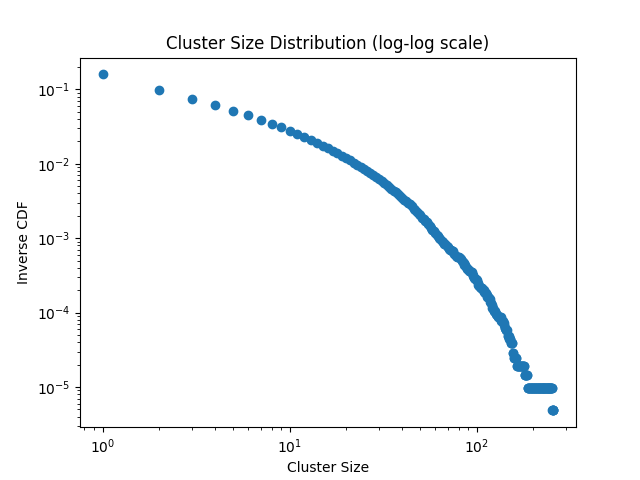 Cluster Size Distribution (log-log scale)
Inverse CDF
10⁻¹
10⁻²
10⁻³
10⁻⁴
10⁻⁵
10⁰ 10¹ 10²
Cluster Size